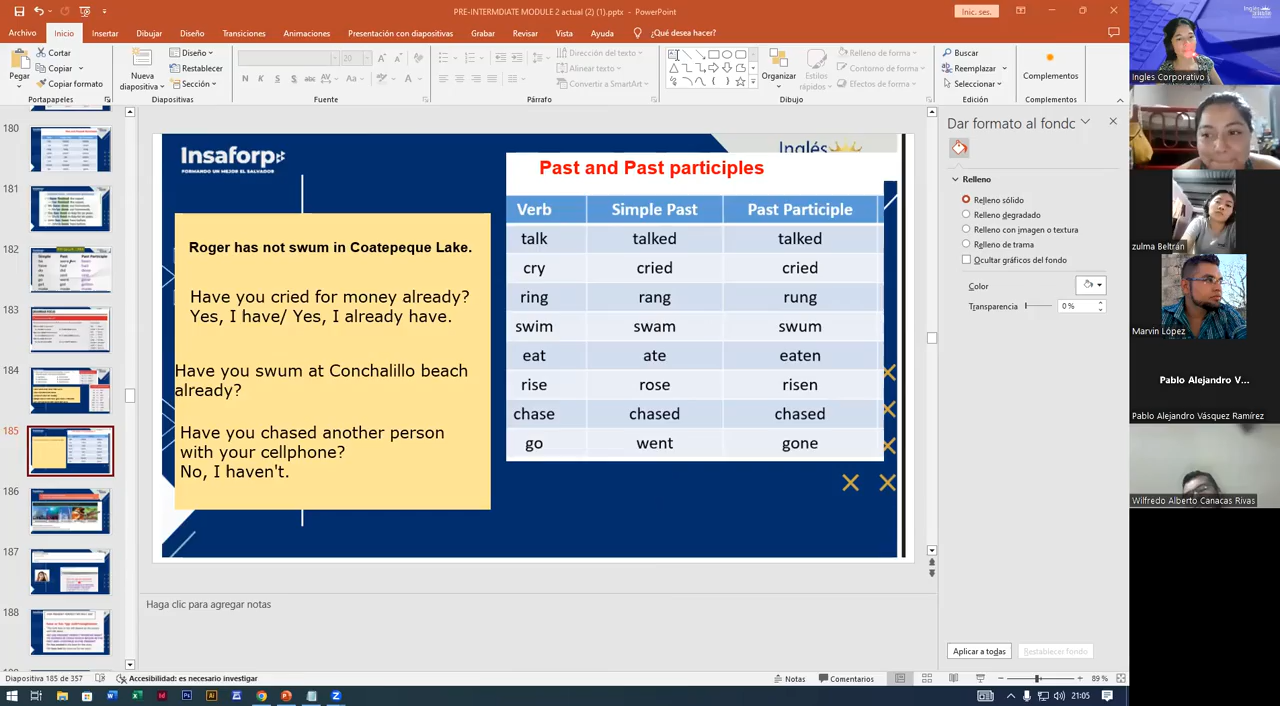 PRE-INTERMDIATE MODULE 2 actual (2) (1).pptx - PowerPoint
Inic. ses.
Archivo Inicio Insertar Dibujar Diseño Transiciones Animaciones Presentación con diapositivas Grabar Revisar Vista Ayuda ¿Qué desea hacer?
Pegar
Cortar
Copiar
Copiar formato
Portapapeles
Nueva
diapositiva
Diseño
Restablecer
Sección
Diapositivas
20
N K S S abc AV Aa
Fuente
Dirección del texto
Alinear texto
Convertir a SmartArt
Párrafo
Organizar
Estilos
rápidos
Relleno de forma
Contorno de forma
Efectos de forma
Dibujo
Buscar
Reemplazar
Seleccionar
Edición
Complementos
Complementos
180
181
182
183
184
185
186
187
188
Insaforp
FORMANDO UN MEJOR EL SALVADOR
Inglés
Past and Past participles
Roger has not swum in Coatepeque Lake.
Have you cried for money already?
Yes, I have/ Yes, I already have.
Have you swum at Conchalillo beach
already?
Have you chased another person
with your cellphone?
No, I haven't.
Verb Simple Past Past Participle
talk talked talked
cry cried cried
ring rang rung
swim swam swum
eat ate eaten
rise rose risen
chase chased chased
go went gone
Haga clic para agregar notas
Dar formato al fondc
Relleno
Relleno sólido
Relleno degradado
Relleno con imagen o textura
Relleno de trama
Ocultar gráficos del fondo
Color
Transparencia 0 %
Aplicar a todas Restablecer fondo
Ingles Corporativo
zulma Beltrán
Marvin López
Pablo Alejandro V...
Pablo Alejandro Vásquez Ramírez
Wilfredo Alberto Canacas Rivas
Diapositiva 185 de 357 Accesibilidad: es necesario investigar Notas Comentarios 89 %
21:05